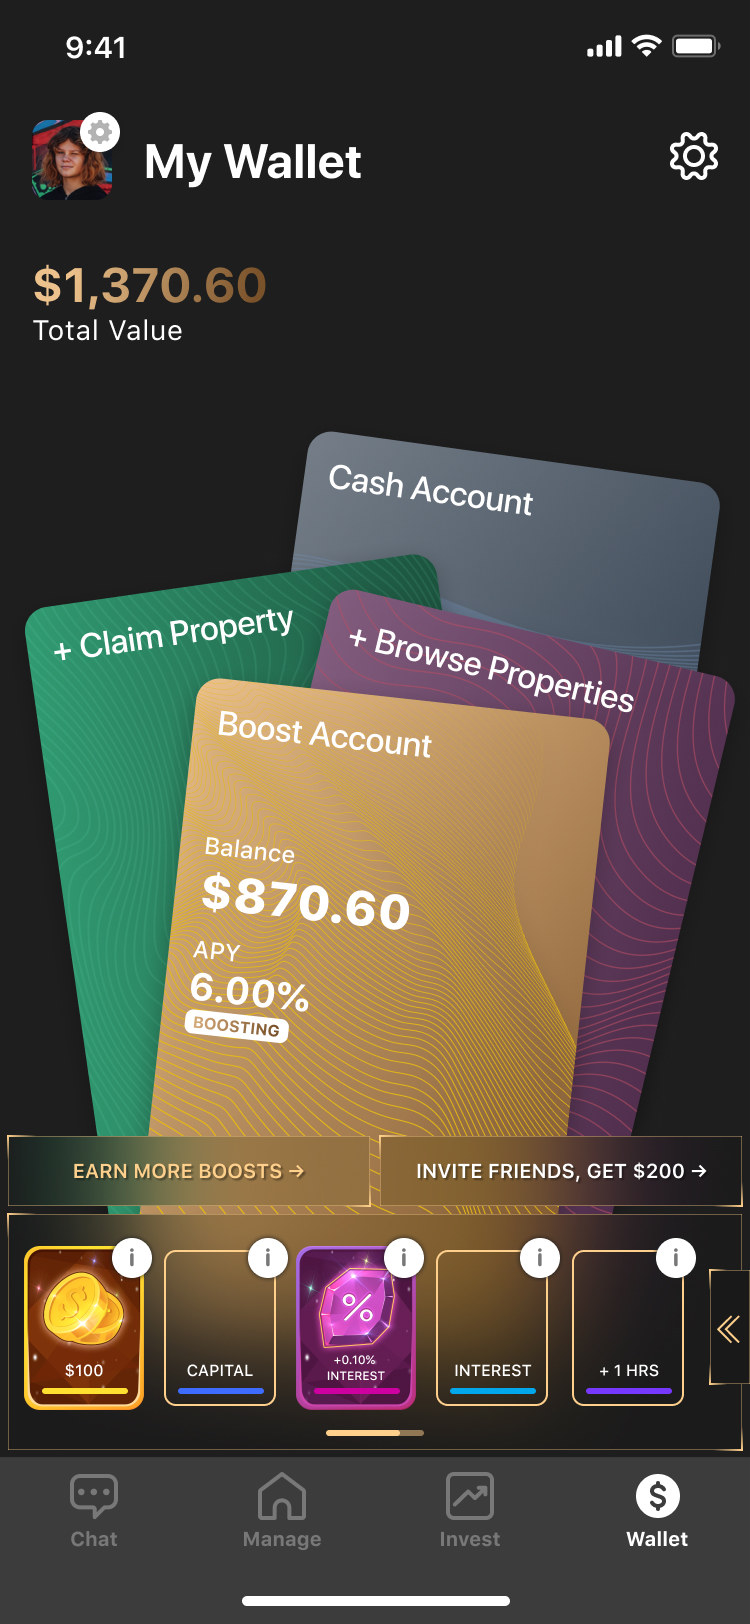 9:41
My Wallet
$1,370.60
Total Value
Cash Account
+ Claim Property
+ Browse Properties
Boost Account
Balance
$870.60
APY
6.00%
BOOSTING
EARN MORE BOOSTS →
INVITE FRIENDS, GET $200 →
$100
CAPITAL
+0.10%
INTEREST
INTEREST
+ 1 HRS
Chat
Manage
Invest
Wallet